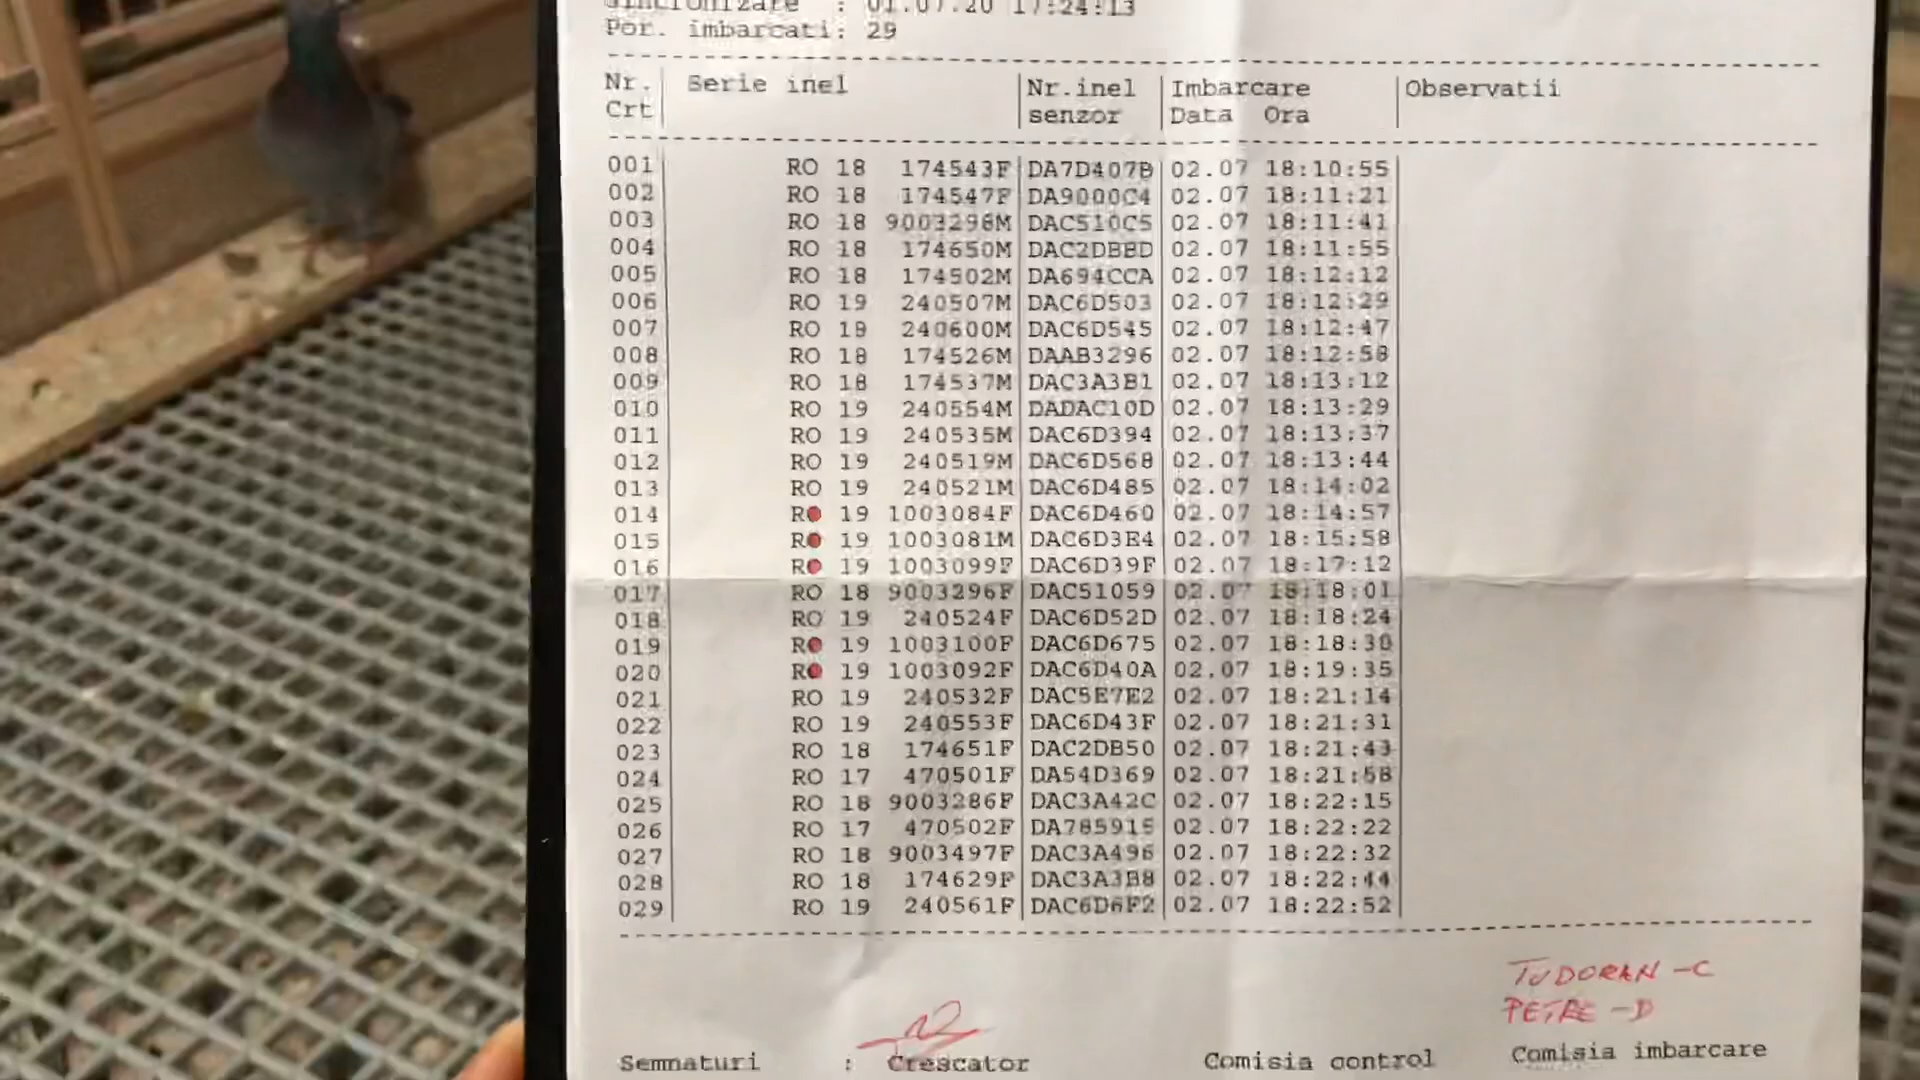 Sincronizare : 01.07.20 17:24:13
Por. imbarcati: 29
Nr. Crt Serie inel Nr.inel senzor Imbarcare Data Ora Observatii
001 RO 18 174543F DA7D407B 02.07 18:10:55
002 RO 18 174547F DA9000C4 02.07 18:11:21
003 RO 18 9003298M DAC510C5 02.07 18:11:41
004 RO 18 174650M DAC2DBBD 02.07 18:11:55
005 RO 18 174502M DA694CCA 02.07 18:12:12
006 RO 19 240507M DAC6D503 02.07 18:12:29
007 RO 19 240600M DAC6D545 02.07 18:12:47
008 RO 18 174526M DAAB3296 02.07 18:12:58
009 RO 18 174537M DAC3A3B1 02.07 18:13:12
010 RO 19 240554M DADAC10D 02.07 18:13:29
011 RO 19 240535M DAC6D394 02.07 18:13:37
012 RO 19 240519M DAC6D568 02.07 18:13:44
013 RO 19 240521M DAC6D485 02.07 18:14:02
014 RO 19 1003084F DAC6D460 02.07 18:14:57
015 RO 19 1003081M DAC6D3E4 02.07 18:15:58
016 RO 19 1003099F DAC6D39F 02.07 18:17:12
017 RO 18 9003296F DAC51059 02.07 18:18:01
018 RO 19 240524F DAC6D52D 02.07 18:18:24
019 RO 19 1003100F DAC6D675 02.07 18:18:30
020 RO 19 1003092F DAC6D40A 02.07 18:19:35
021 RO 19 240532F DAC5E7E2 02.07 18:21:14
022 RO 19 240553F DAC6D43F 02.07 18:21:31
023 RO 18 174651F DAC2DB50 02.07 18:21:43
024 RO 17 470501F DA54D369 02.07 18:21:58
025 RO 18 9003286F DAC3A42C 02.07 18:22:15
026 RO 17 470502F DA785915 02.07 18:22:22
027 RO 18 9003497F DAC3A496 02.07 18:22:32
028 RO 18 174629F DAC3A3B8 02.07 18:22:44
029 RO 19 240561F DAC6D6F2 02.07 18:22:52
TUDORAN -C
PETRE -D
Semnaturi : Crescator Comisia control Comisia imbarcare